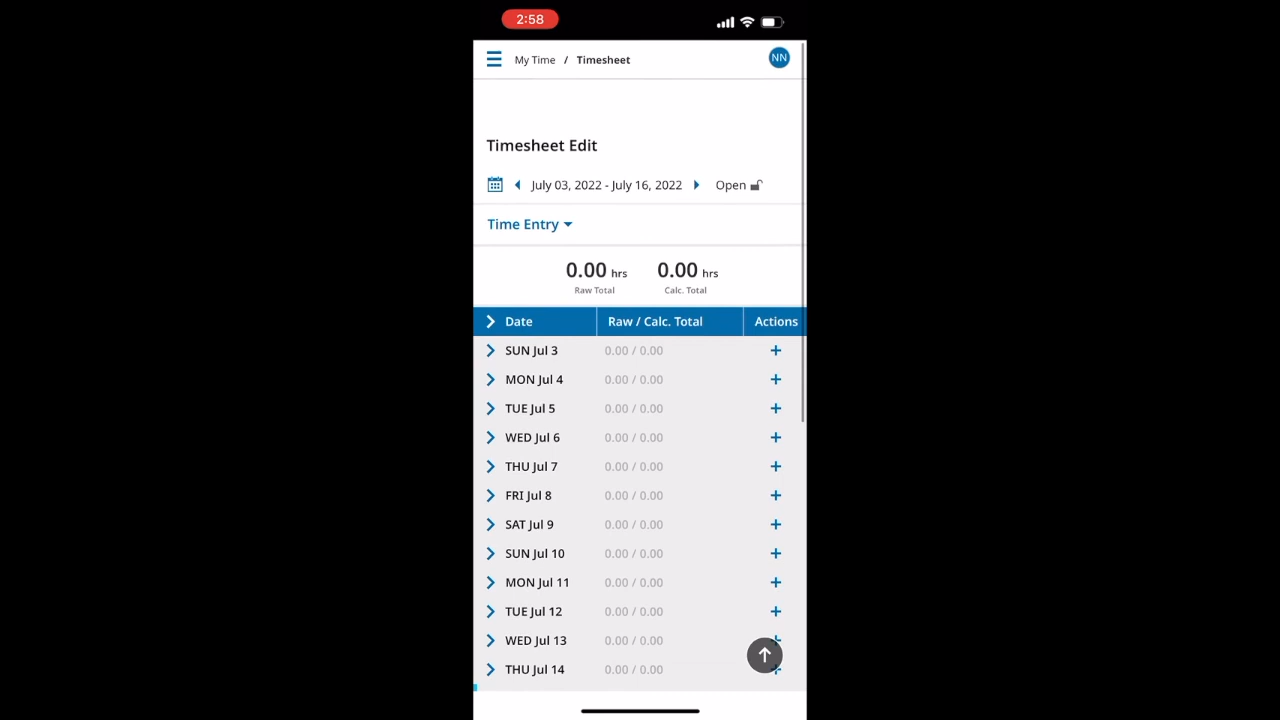 2:58
My Time / Timesheet NN
Timesheet Edit
July 03, 2022 - July 16, 2022 Open
Time Entry
0.00 hrs 0.00 hrs
Raw Total Calc. Total
Date Raw / Calc. Total Actions
SUN Jul 3 0.00 / 0.00 +
MON Jul 4 0.00 / 0.00 +
TUE Jul 5 0.00 / 0.00 +
WED Jul 6 0.00 / 0.00 +
THU Jul 7 0.00 / 0.00 +
FRI Jul 8 0.00 / 0.00 +
SAT Jul 9 0.00 / 0.00 +
SUN Jul 10 0.00 / 0.00 +
MON Jul 11 0.00 / 0.00 +
TUE Jul 12 0.00 / 0.00 +
WED Jul 13 0.00 / 0.00 +
THU Jul 14 0.00 / 0.00 +